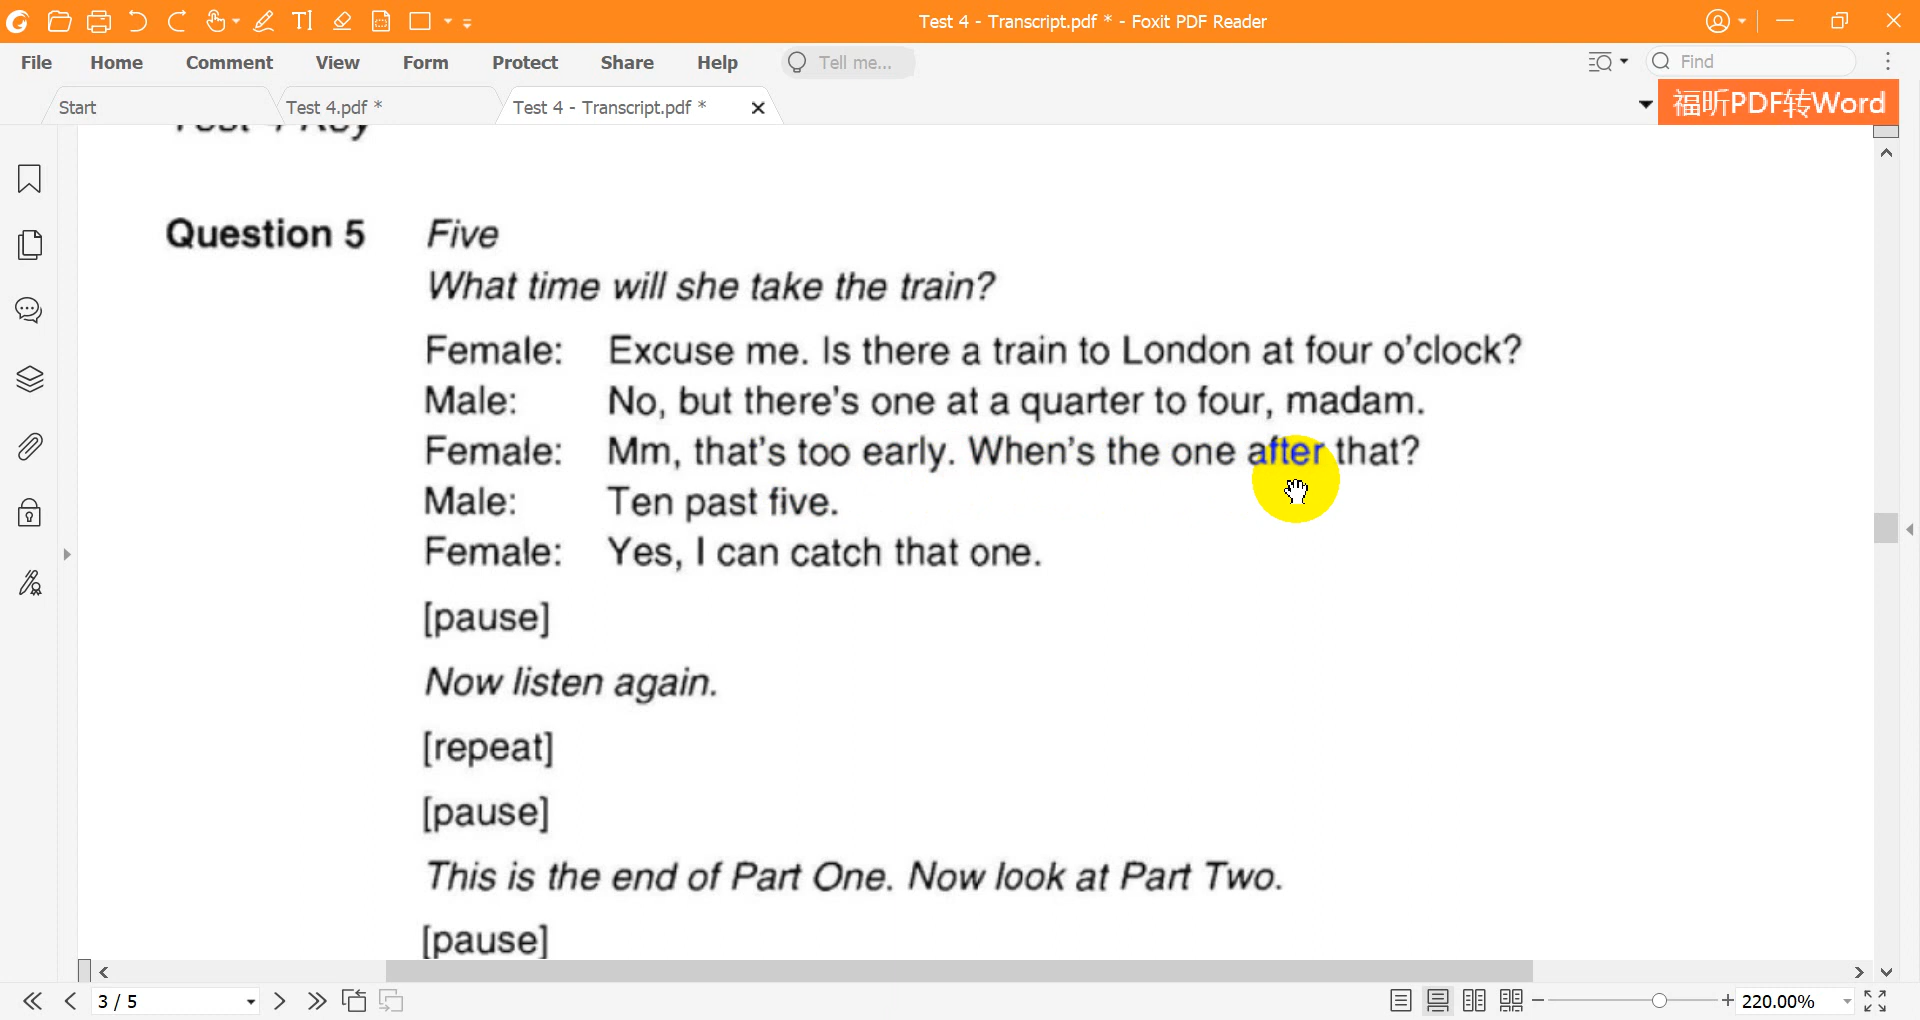 Test 4 - Transcript.pdf * - Foxit PDF Reader
File Home Comment View Form Protect Share Help Tell me... Find
Start Test 4.pdf * Test 4 - Transcript.pdf * 福昕PDF转Word
Test 4 Key
Question 5 Five
What time will she take the train?
Female: Excuse me. Is there a train to London at four o'clock?
Male: No, but there's one at a quarter to four, madam.
Female: Mm, that's too early. When's the one after that?
Male: Ten past five.
Female: Yes, I can catch that one.
[pause]
Now listen again.
[repeat]
[pause]
This is the end of Part One. Now look at Part Two.
[pause]
3 / 5 220.00%